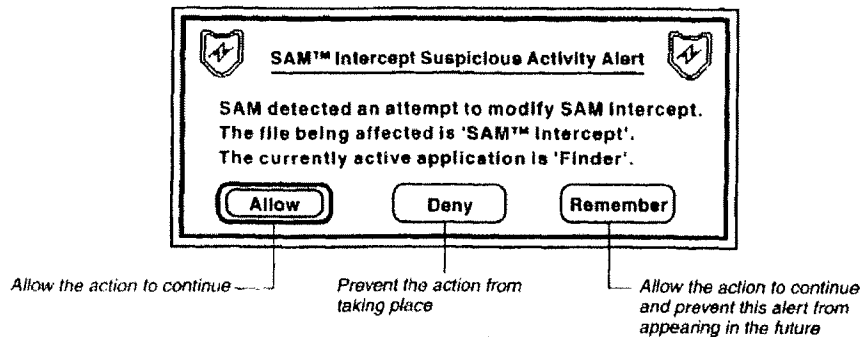 SAM™ Intercept Suspicious Activity Alert
SAM detected an attempt to modify SAM Intercept.
The file being affected is 'SAM™ Intercept'.
The currently active application is 'Finder'.
Allow
Deny
Remember
Allow the action to continue
Prevent the action from
taking place
Allow the action to continue
and prevent this alert from
appearing in the future